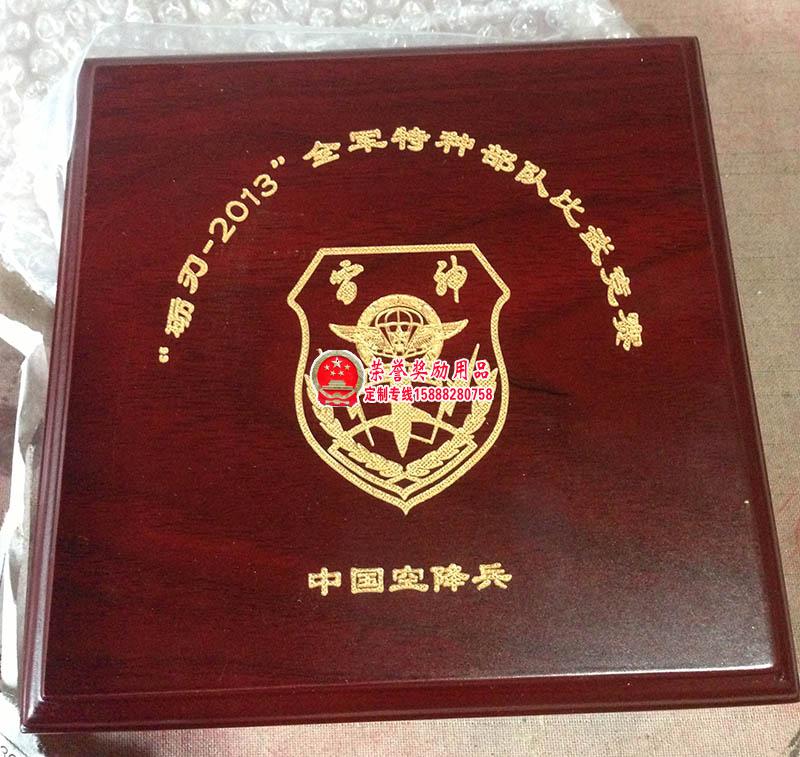 “砺刃-2013”全军特种部队比武竞赛
雷神
荣誉奖励用品
定制专线15888280758
中国空降兵